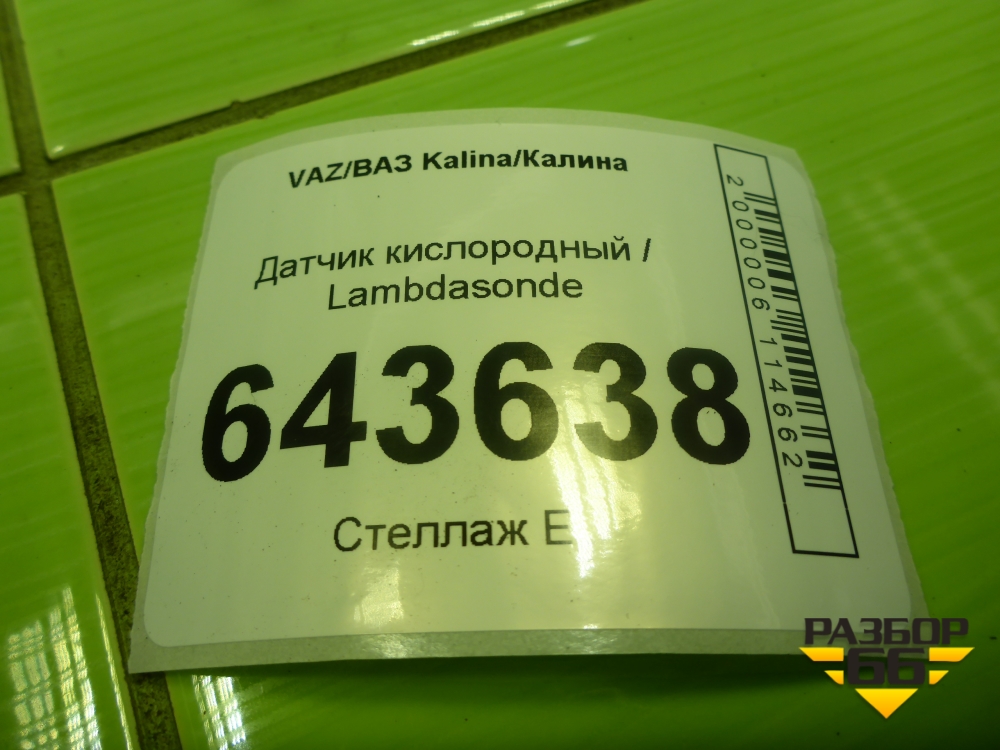 VAZ/ВАЗ Kalina/Калина
Датчик кислородный /
Lambdasonde
643638
Стеллаж E
2000006114662
РАЗБОР
66